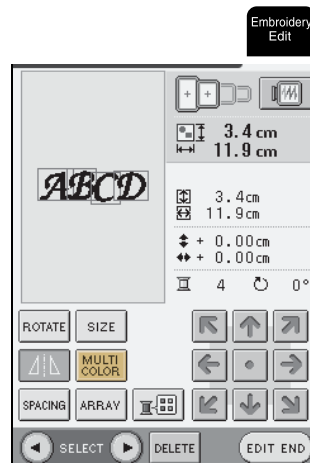 Embroidery
Edit
3.4 cm
11.9 cm
ABCD
3.4cm
11.9cm
+ 0.00cm
+ 0.00cm
4 0°
ROTATE SIZE
MULTI
COLOR
SPACING ARRAY
SELECT DELETE EDIT END